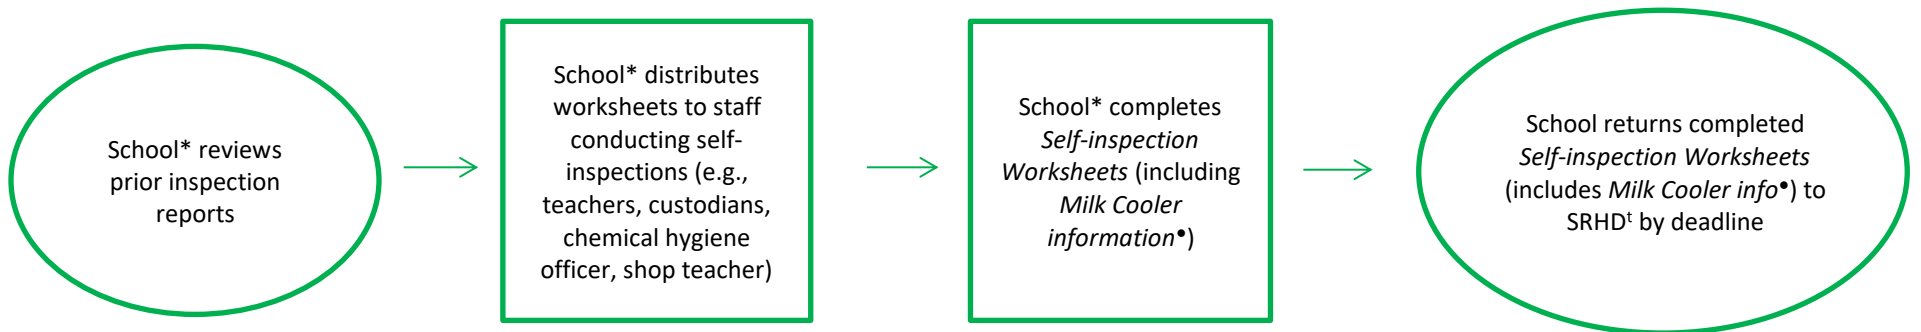 School* reviews
prior inspection
reports
School* distributes
worksheets to staff
conducting self-
inspections (e.g.,
teachers, custodians,
chemical hygiene
officer, shop teacher)
School* completes
Self-inspection
Worksheets (including
Milk Cooler
information●)
School returns completed
Self-inspection Worksheets
(includes Milk Cooler info●) to
SRHDᵗ by deadline